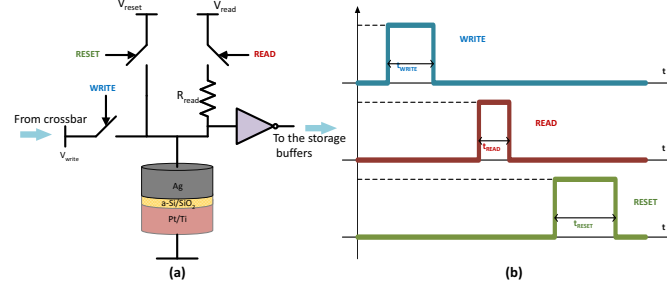 V_reset
V_read
RESET
READ
WRITE
R_read
From crossbar
V_write
To the storage
buffers
Ag
a-Si/SiO₂
Pt/Ti
(a)
WRITE
t_WRITE
t
READ
t_READ
t
RESET
t_RESET
t
(b)